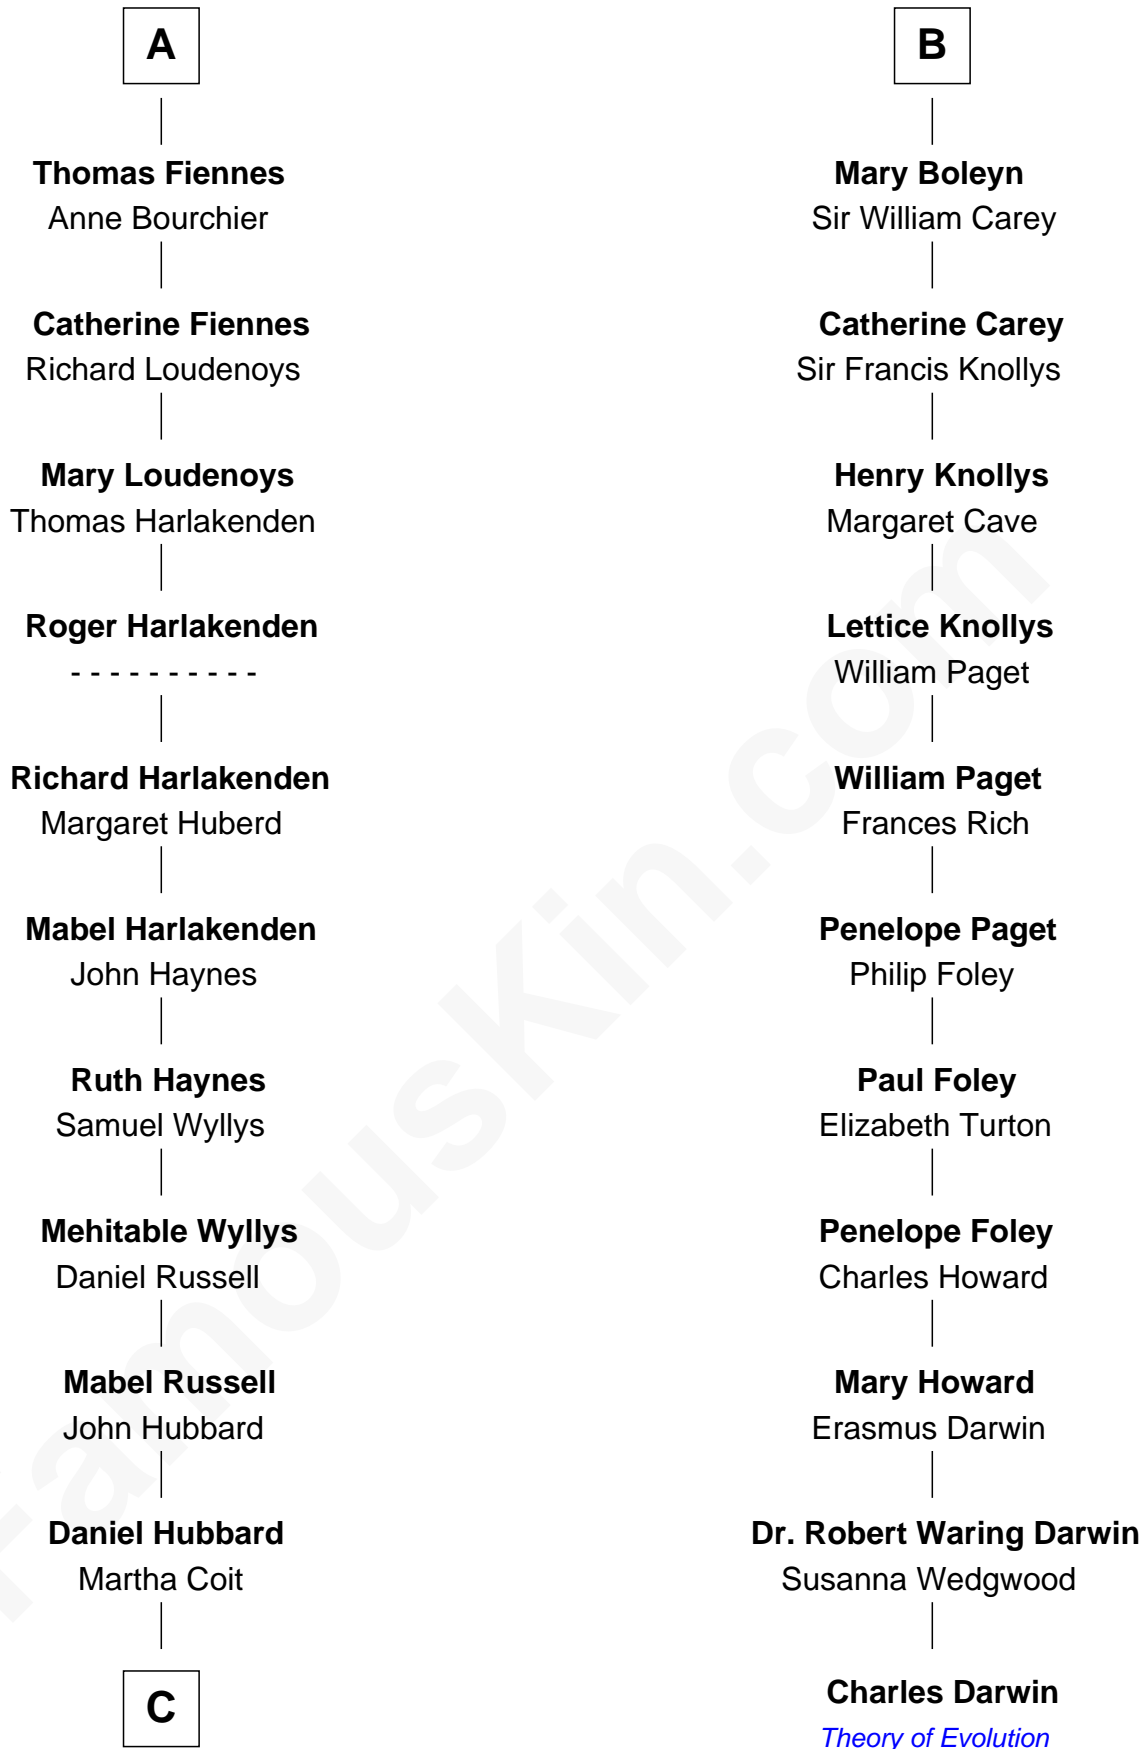 A
Thomas Fiennes
Anne Bourchier
Catherine Fiennes
Richard Loudenoys
Mary Loudenoys
Thomas Harlakenden
Roger Harlakenden
- - - - - - - - - -
Richard Harlakenden
Margaret Huberd
Mabel Harlakenden
John Haynes
Ruth Haynes
Samuel Wyllys
Mehitable Wyllys
Daniel Russell
Mabel Russell
John Hubbard
Daniel Hubbard
Martha Coit
C
B
Mary Boleyn
Sir William Carey
Catherine Carey
Sir Francis Knollys
Henry Knollys
Margaret Cave
Lettice Knollys
William Paget
William Paget
Frances Rich
Penelope Paget
Philip Foley
Paul Foley
Elizabeth Turton
Penelope Foley
Charles Howard
Mary Howard
Erasmus Darwin
Dr. Robert Waring Darwin
Susanna Wedgwood
Charles Darwin
Theory of Evolution
FamousKin.com